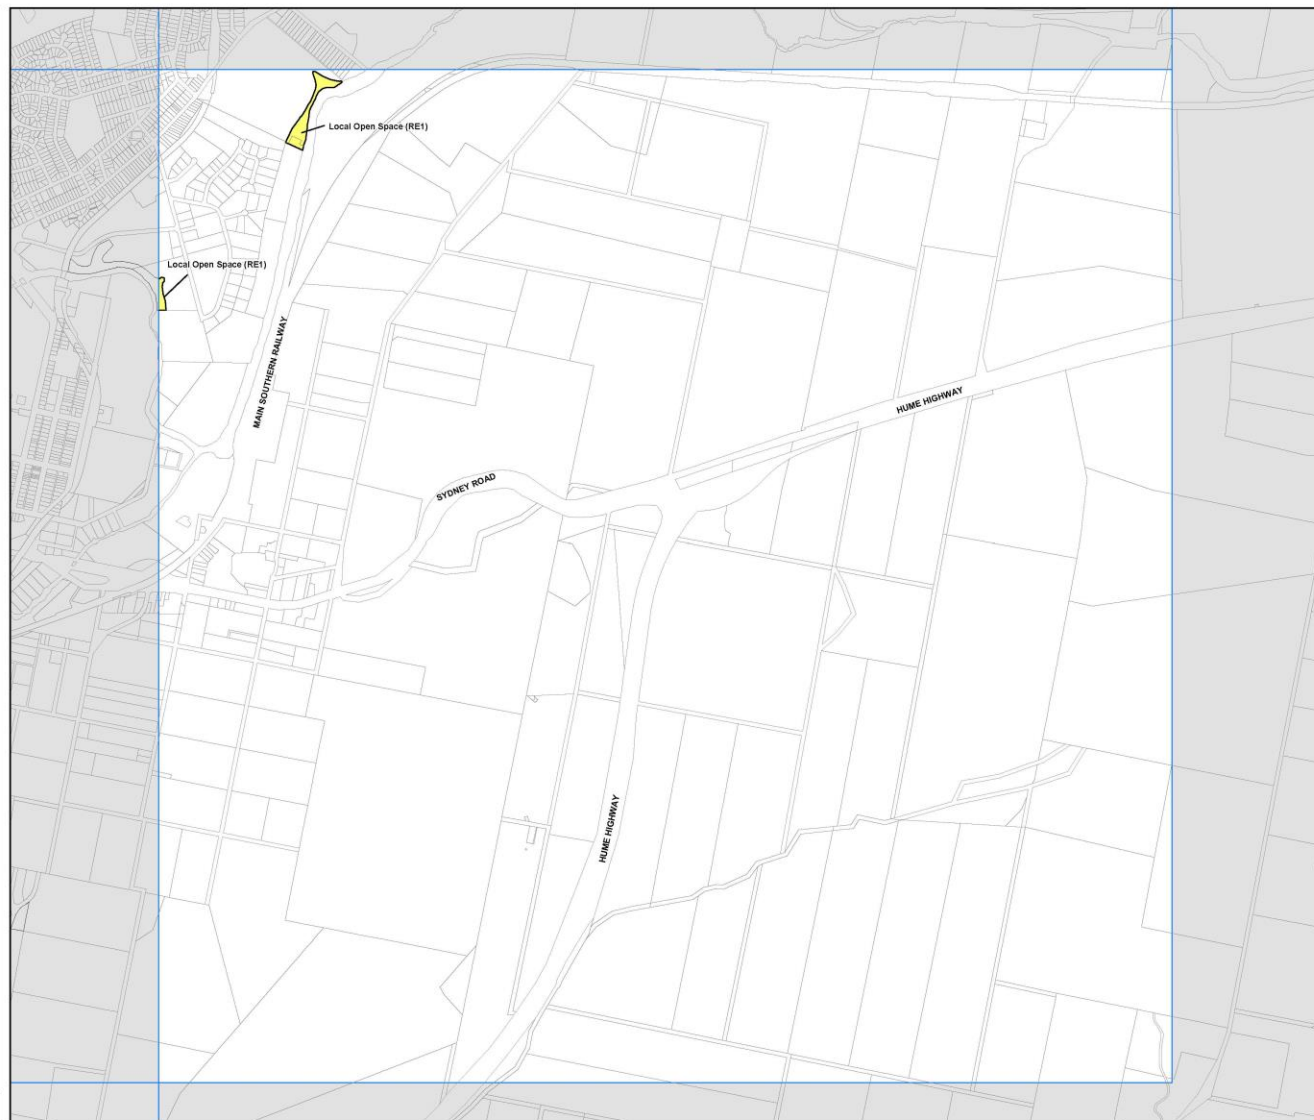 Local Open Space (RE1)
Local Open Space (RE1)
MAIN SOUTHERN RAILWAY
HUME HIGHWAY
SYDNEY ROAD
HUME HIGHWAY